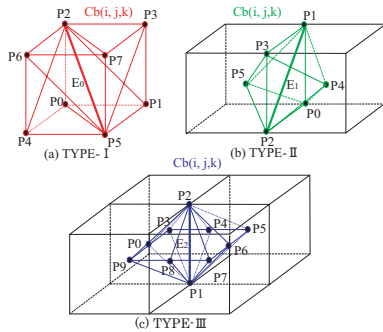 Cb(i, j,k)
P2
P3
P6
P7
E0
P0
P1
P4
P5
(a) TYPE-Ⅰ
Cb(i, j,k)
P1
P3
P5
E1
P4
P0
P2
(b) TYPE-Ⅱ
Cb(i, j,k)
P2
P3
P4
P5
P0
E2
P6
P9
P8
P7
P1
(c) TYPE-Ⅲ